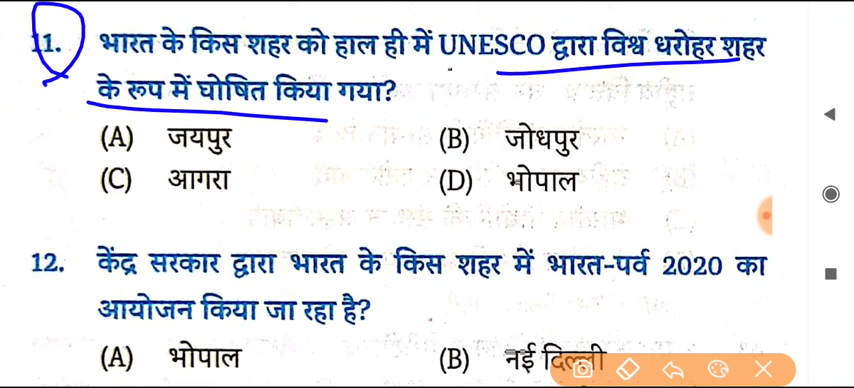 11. भारत के किस शहर को हाल ही में UNESCO द्वारा विश्व धरोहर शहर
के रूप में घोषित किया गया?
(A) जयपुर (B) जोधपुर
(C) आगरा (D) भोपाल
12. केंद्र सरकार द्वारा भारत के किस शहर में भारत-पर्व 2020 का
आयोजन किया जा रहा है?
(A) भोपाल (B) नई दिल्ली